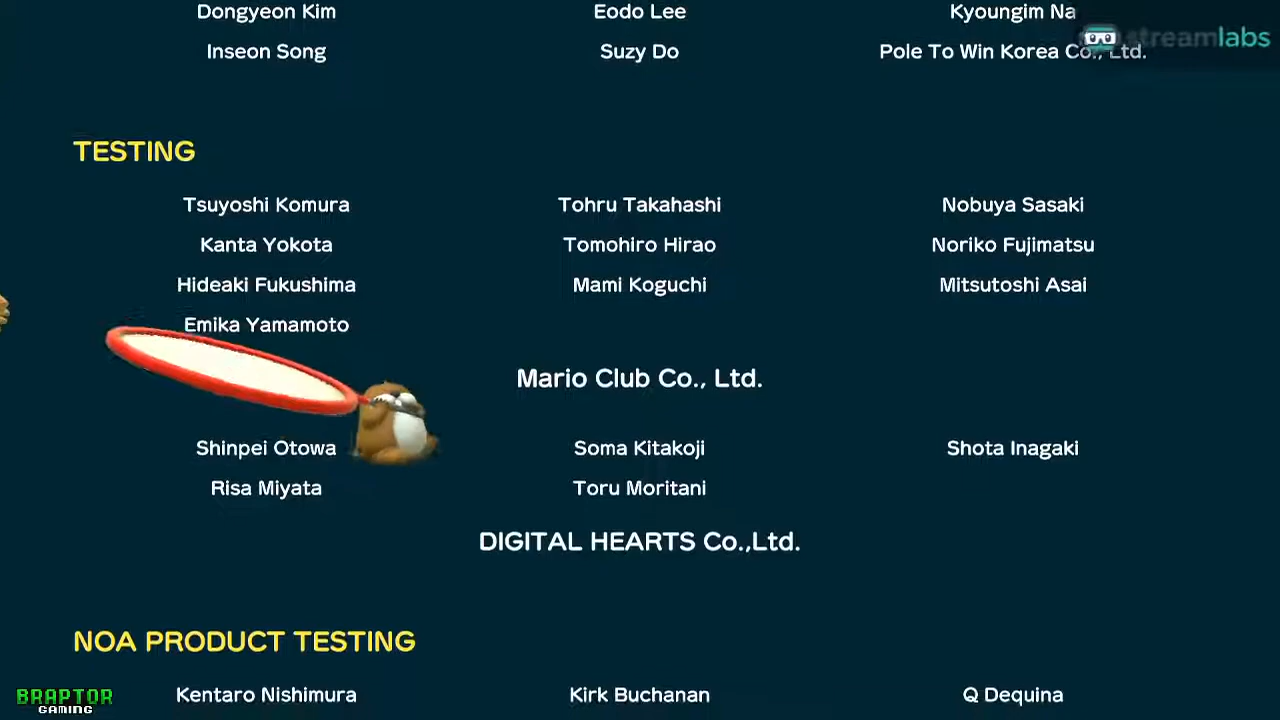 Dongyeon Kim Eodo Lee Kyoungim Na
streamlabs
Inseon Song Suzy Do Pole To Win Korea Co., Ltd.
TESTING
Tsuyoshi Komura Tohru Takahashi Nobuya Sasaki
Kanta Yokota Tomohiro Hirao Noriko Fujimatsu
Hideaki Fukushima Mami Koguchi Mitsutoshi Asai
Emika Yamamoto
Mario Club Co., Ltd.
Shinpei Otowa Soma Kitakoji Shota Inagaki
Risa Miyata Toru Moritani
DIGITAL HEARTS Co.,Ltd.
NOA PRODUCT TESTING
Kentaro Nishimura Kirk Buchanan Q Dequina
BRAPTOR
GAMING